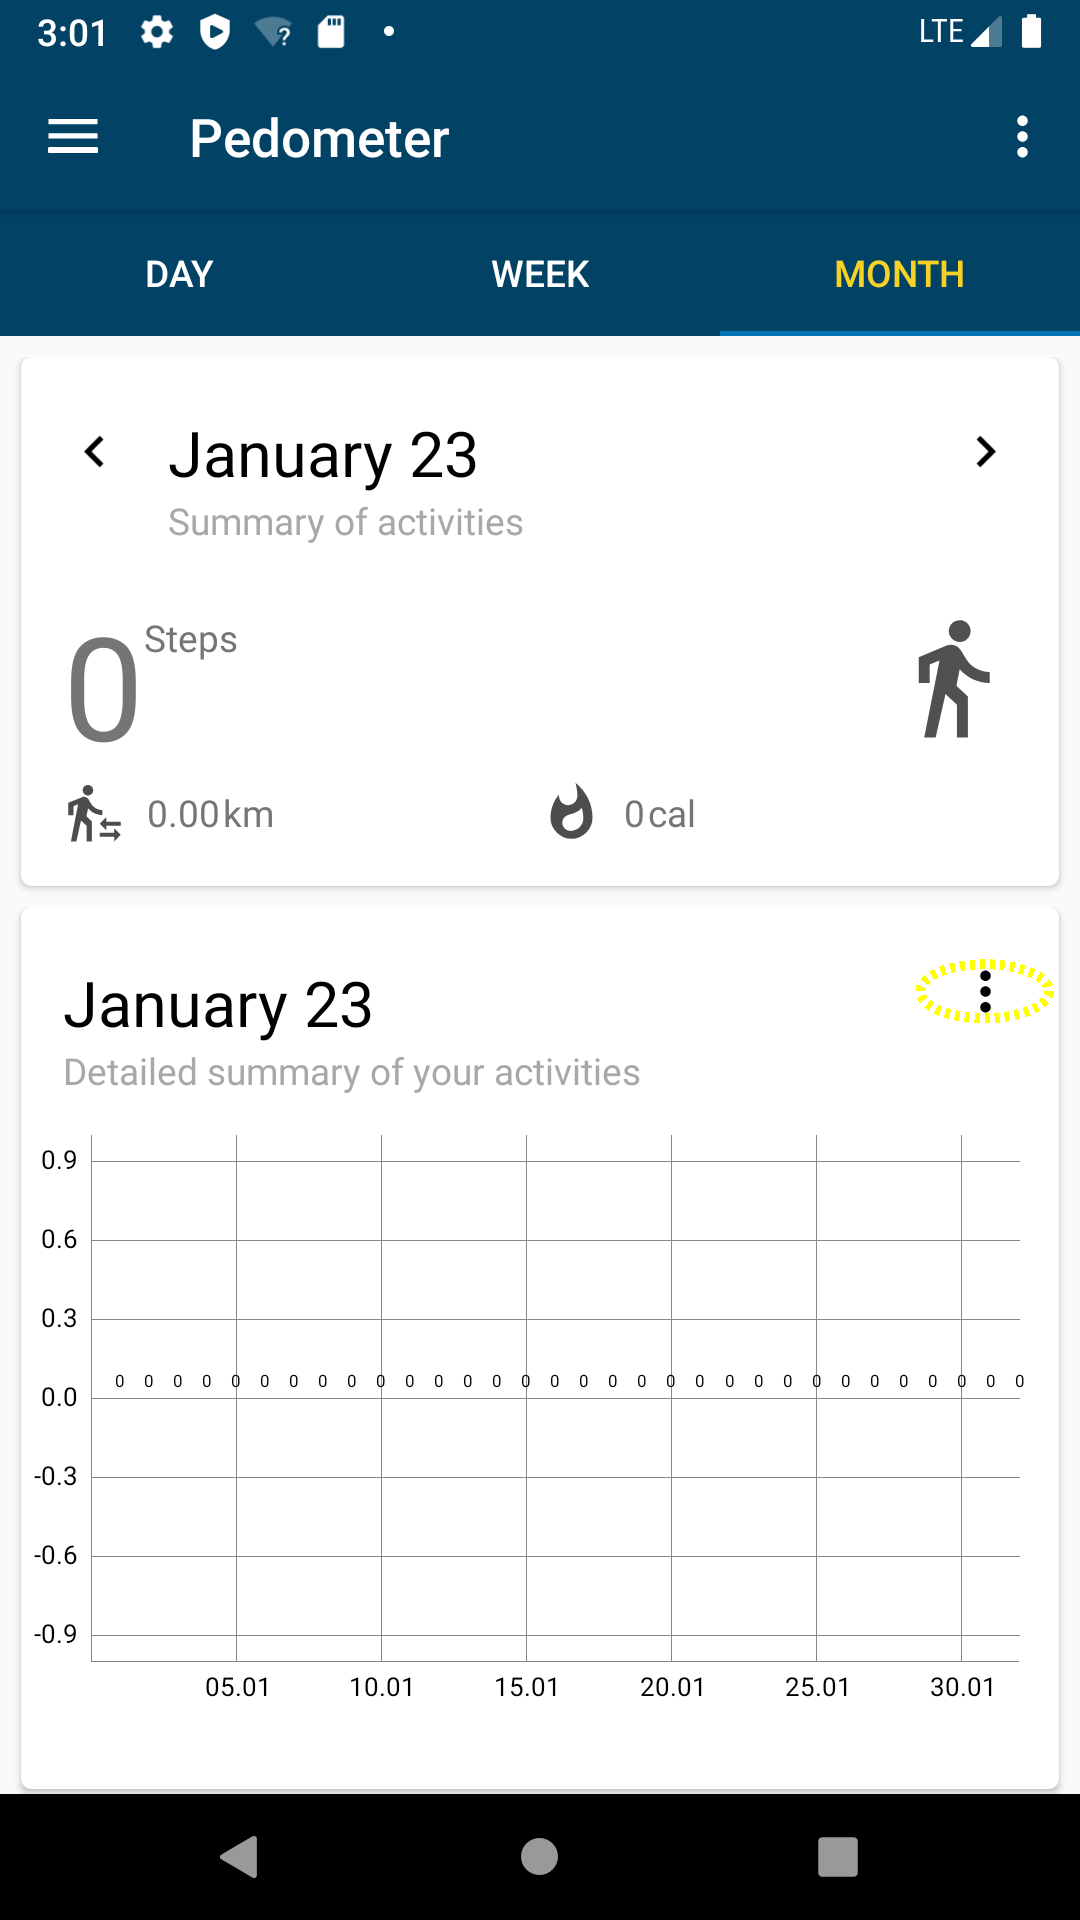 3:01 ? LTE
Pedometer
DAY WEEK MONTH
January 23
Summary of activities
0 Steps
0.00 km 0 cal
January 23
Detailed summary of your activities
0.9
0.6
0.3
0 0 0 0 0 0 0 0 0 0 0 0 0 0 0 0 0 0 0 0 0 0 0 0 0 0 0 0 0 0 0 0
0.0
-0.3
-0.6
-0.9
05.01 10.01 15.01 20.01 25.01 30.01